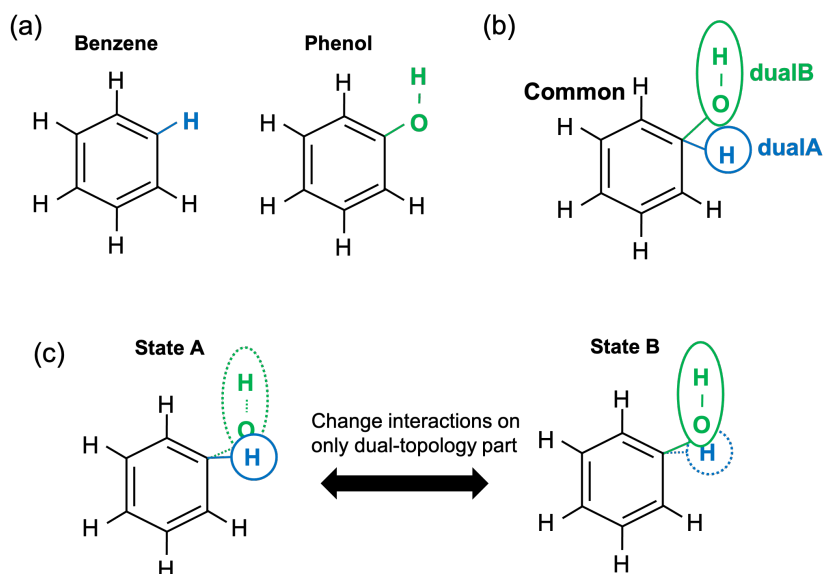 (a)
Benzene
Phenol
H
H
H
H
H
H
H
O
H
H
H
H
H
(b)
Common
H
H
O
dualB
H
dualA
H
H
H
H
(c)
State A
H
O
H
H
H
H
H
H
Change interactions on
only dual-topology part
State B
H
O
H
H
H
H
H
H